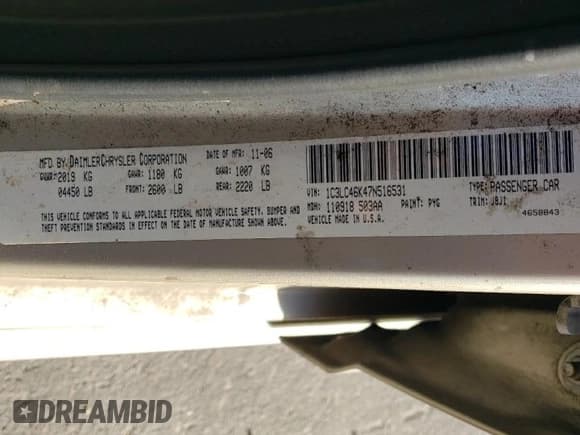 MFD BY DAIMLERCHRYSLER CORPORATION DATE OF MFR 11-06
GVWR: 2019 KG GAWR: 1180 KG GAWR: 1007 KG
04450 LB FRONT: 2600 LB REAR: 2220 LB
THIS VEHICLE CONFORMS TO ALL APPLICABLE FEDERAL MOTOR VEHICLE SAFETY, BUMPER AND
THEFT PREVENTION STANDARDS IN EFFECT ON THE DATE OF MANUFACTURE SHOWN ABOVE.
VIN: 1C3LC46K47N516531 TYPE: PASSENGER CAR
MDH: 110918 503AA PAINT: PYG TRIM: J8J1
VEHICLE MADE IN U.S.A. 4658843
DREAMBID